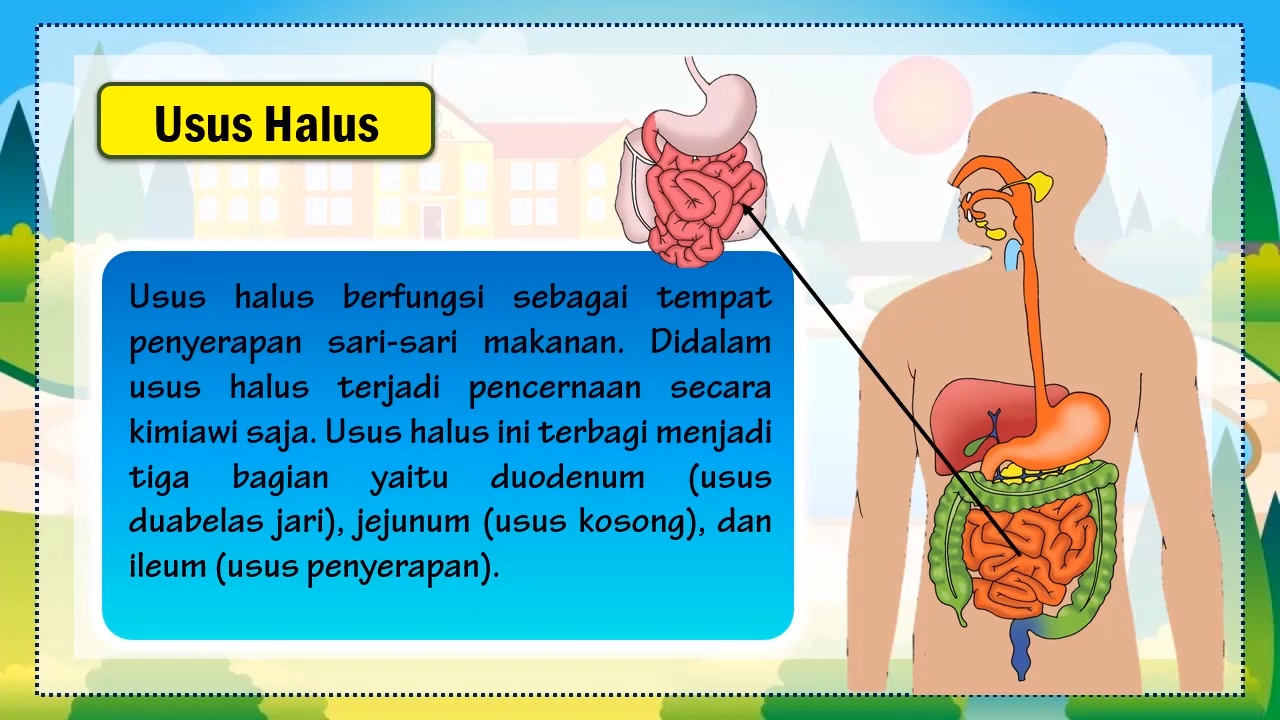 Usus Halus
Usus halus berfungsi sebagai tempat
penyerapan sari-sari makanan. Didalam
usus halus terjadi pencernaan secara
kimiawi saja. Usus halus ini terbagi menjadi
tiga bagian yaitu duodenum (usus
duabelas jari), jejunum (usus kosong), dan
ileum (usus penyerapan).